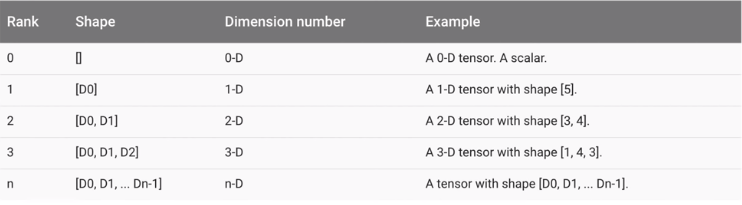 Rank Shape Dimension number Example
0 [] 0-D A 0-D tensor. A scalar.
1 [D0] 1-D A 1-D tensor with shape [5].
2 [D0, D1] 2-D A 2-D tensor with shape [3, 4].
3 [D0, D1, D2] 3-D A 3-D tensor with shape [1, 4, 3].
n [D0, D1, ... Dn-1] n-D A tensor with shape [D0, D1, ... Dn-1].